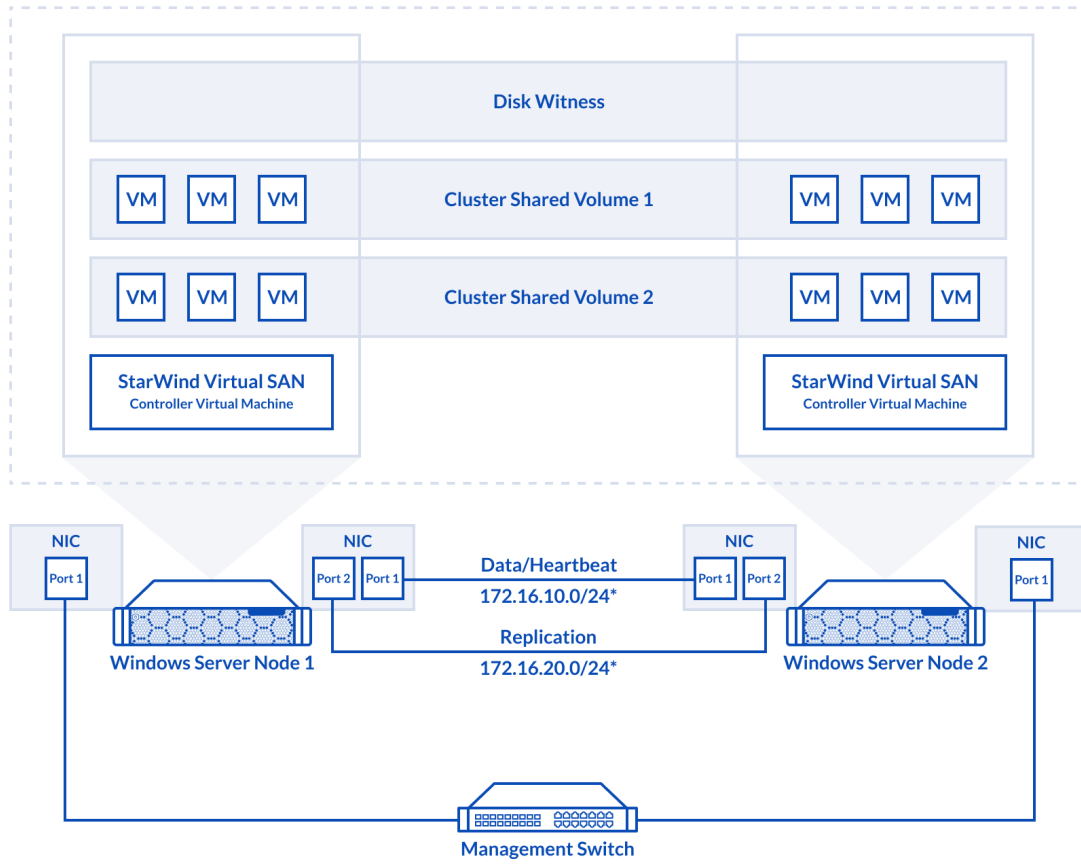 Disk Witness
VM VM VM Cluster Shared Volume 1 VM VM VM
VM VM VM Cluster Shared Volume 2 VM VM VM
StarWind Virtual SAN
Controller Virtual Machine
StarWind Virtual SAN
Controller Virtual Machine
NIC
Port 1
NIC
Port 2 Port 1
Data/Heartbeat
172.16.10.0/24*
Replication
172.16.20.0/24*
NIC
Port 1 Port 2
NIC
Port 1
Windows Server Node 1
Windows Server Node 2
Management Switch